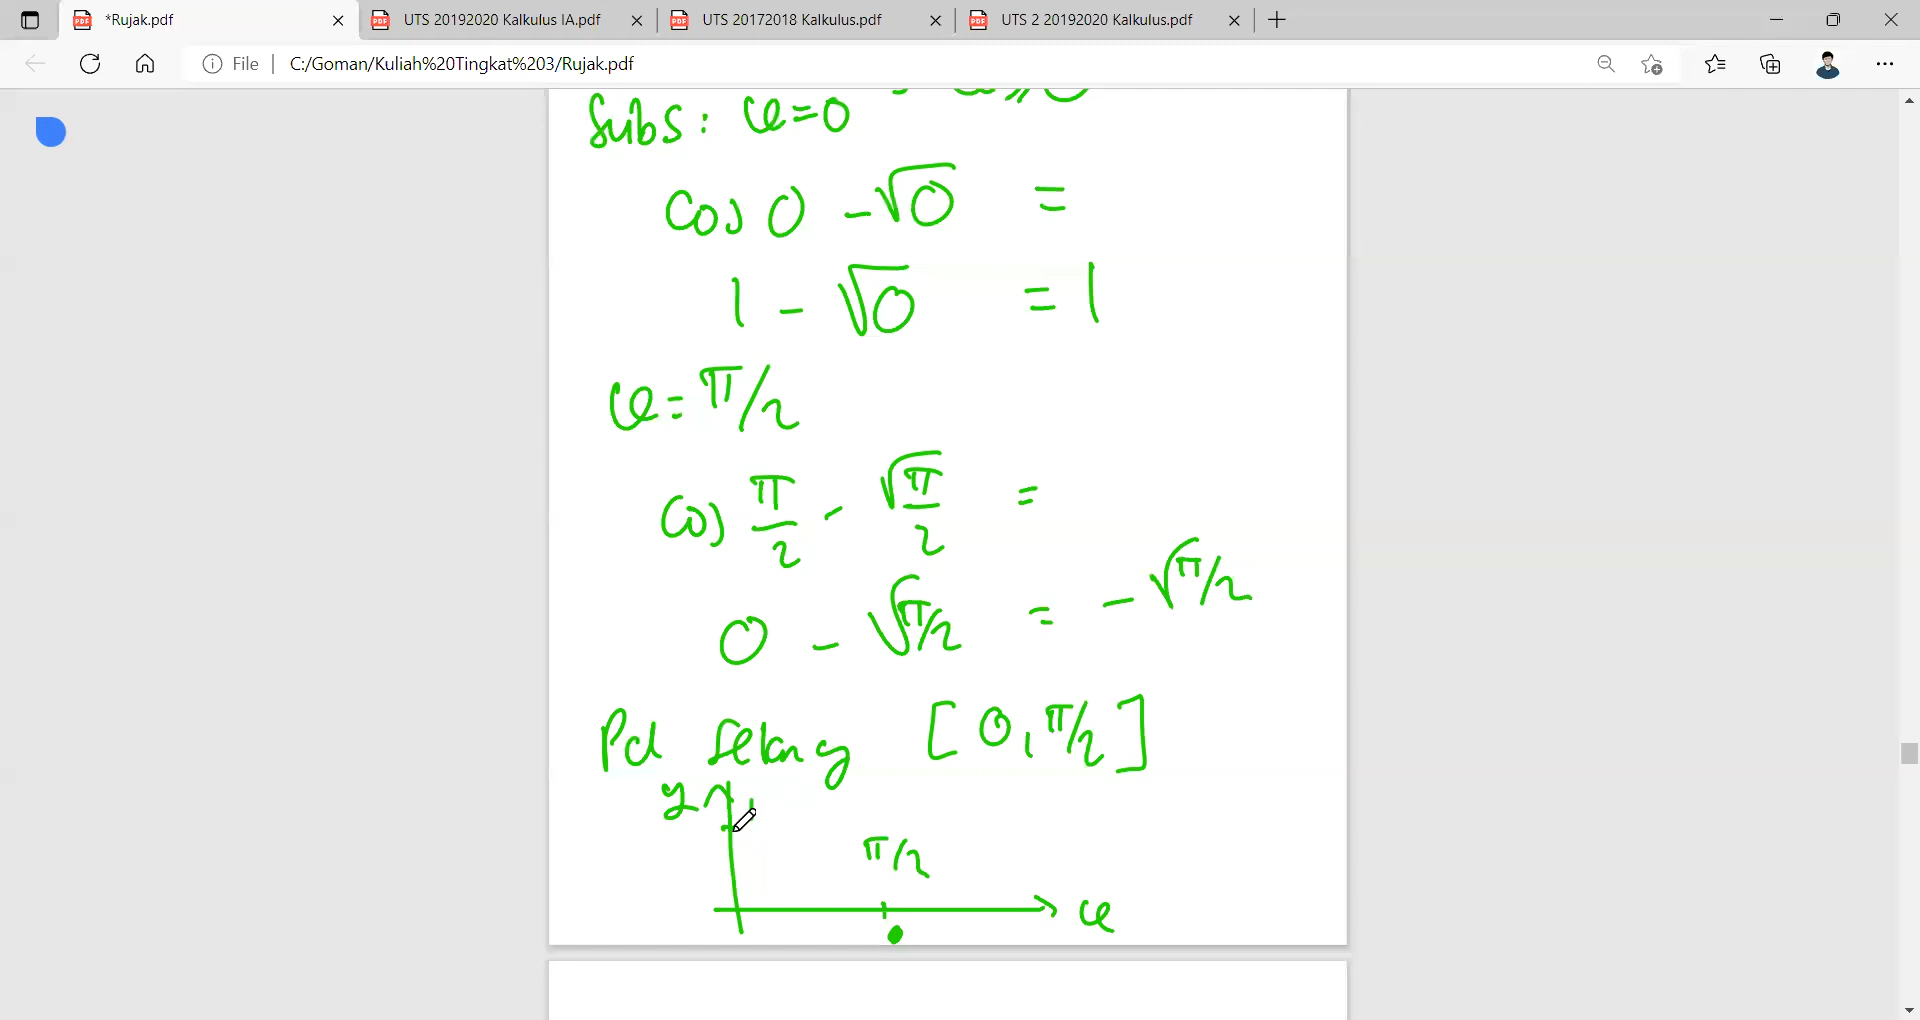 *Rujak.pdf
UTS 20192020 Kalkulus IA.pdf
UTS 20172018 Kalkulus.pdf
UTS 2 20192020 Kalkulus.pdf
File C:/Goman/Kuliah%20Tingkat%203/Rujak.pdf
Subs: x=0
cos 0 - √0 =
1 - √0 = 1
x = π/2
cos π/2 - √π/2 =
0 - √π/2 = - √π/2
Pd selang [0, π/2]
y
π/2
x